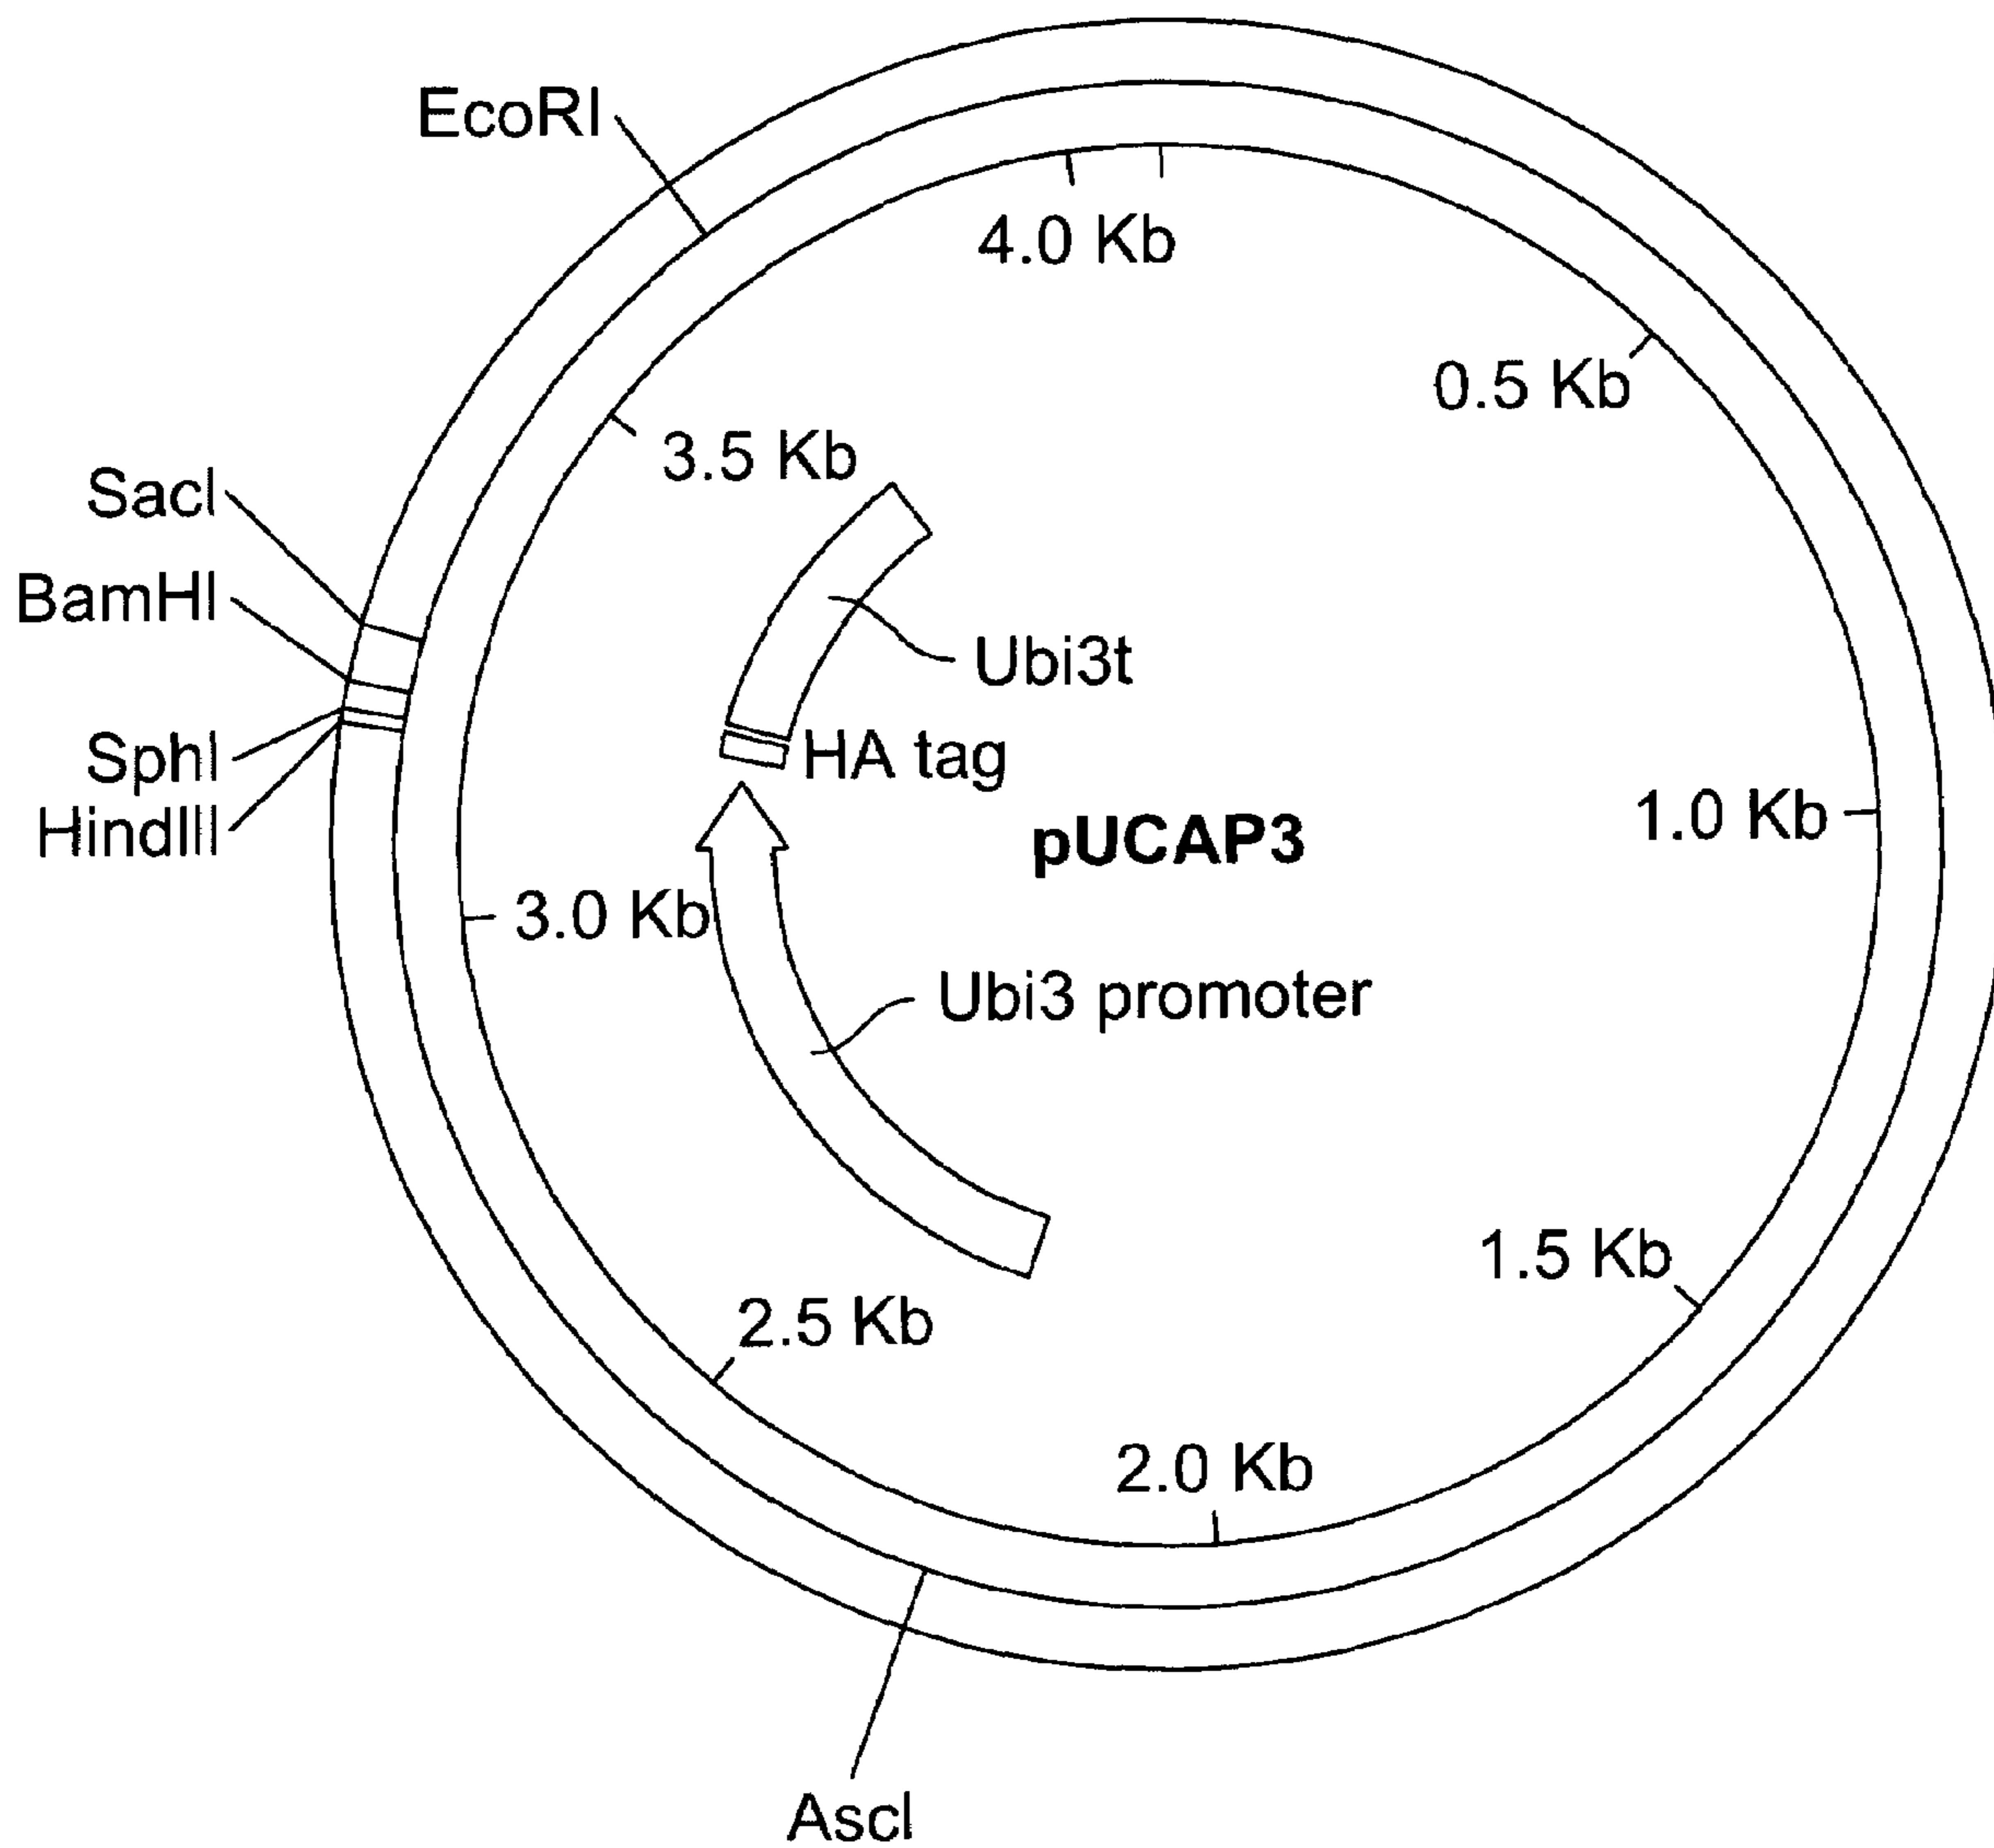 EcoRI
4.0 Kb
0.5 Kb
3.5 Kb
SacI
BamHI
Ubi3t
SphI
HA tag
HindIII
pUCAP3
1.0 Kb
3.0 Kb
Ubi3 promoter
1.5 Kb
2.5 Kb
2.0 Kb
AscI